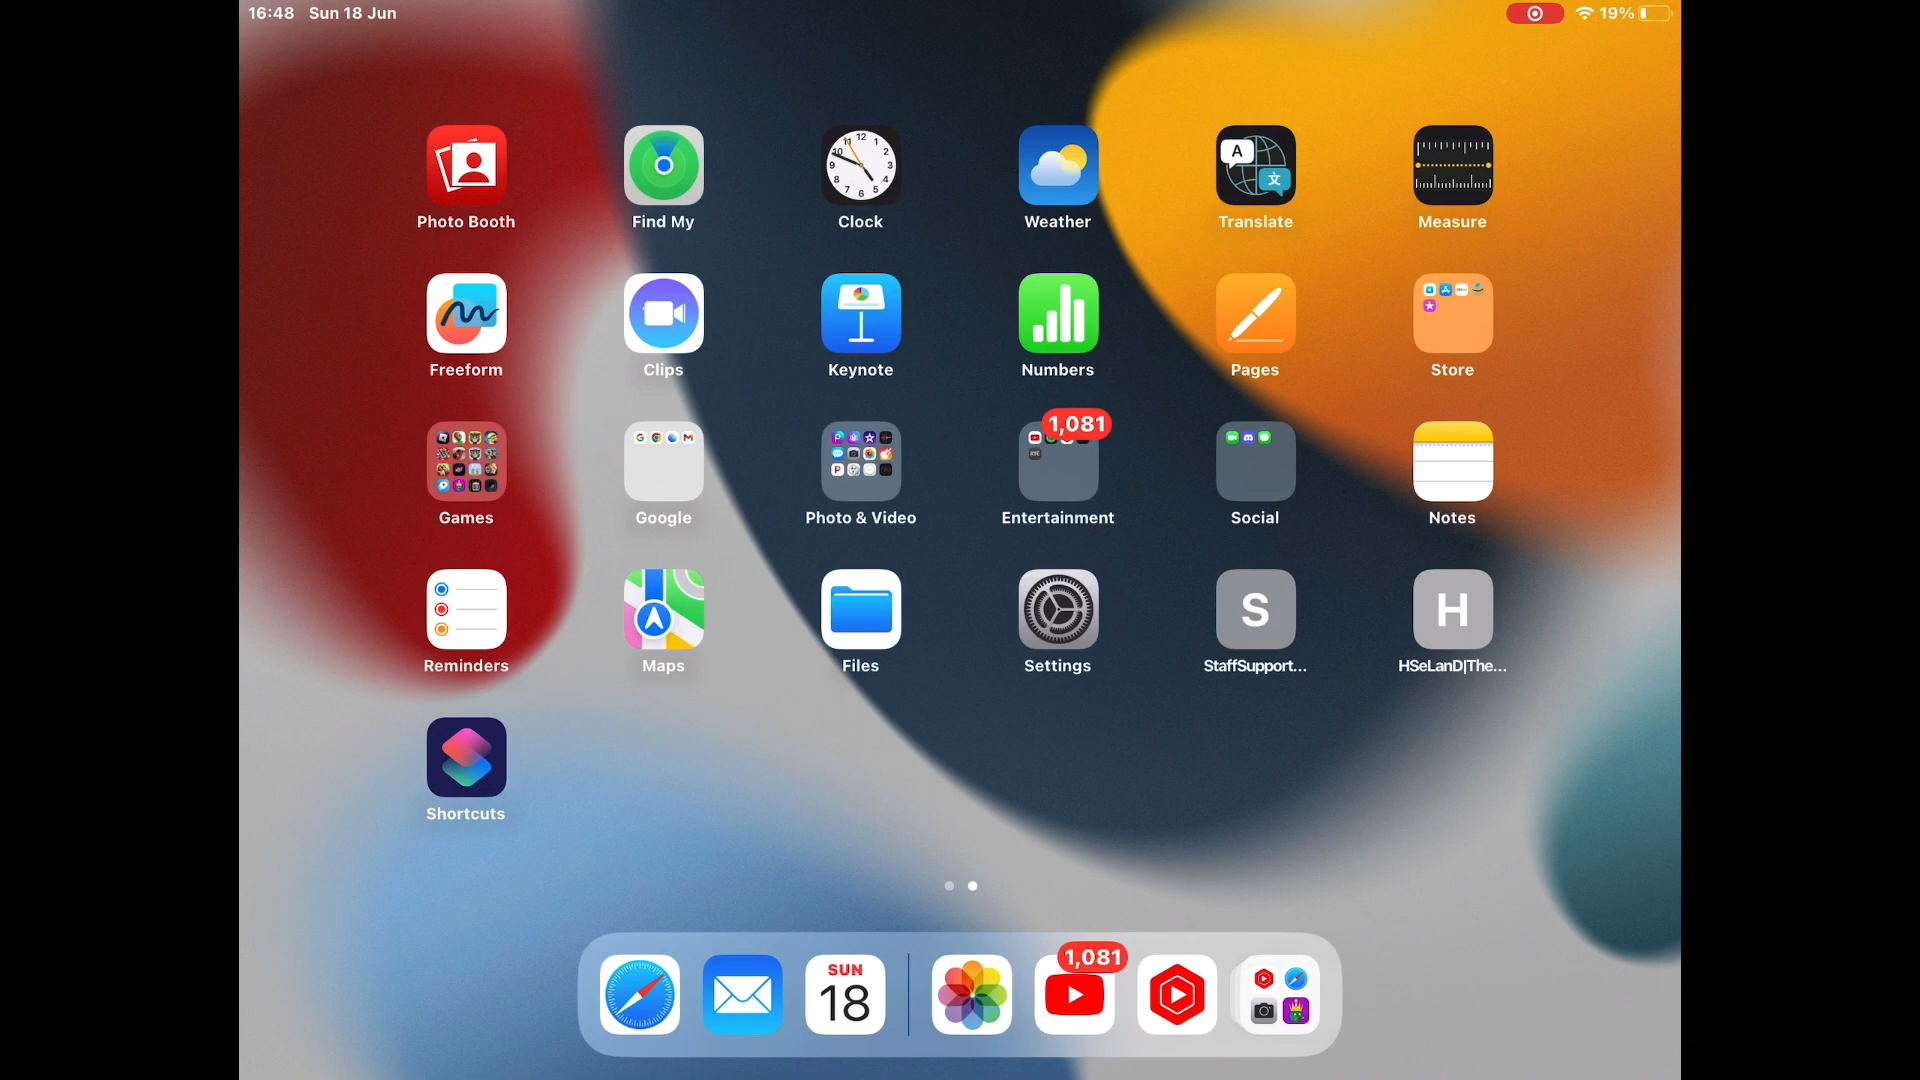 16:48 Sun 18 Jun
19%
Photo Booth
Find My
Clock
Weather
Translate
Measure
Freeform
Clips
Keynote
Numbers
Pages
Store
1,081
Games
Google
Photo & Video
Entertainment
Social
Notes
S
H
Reminders
Maps
Files
Settings
StaffSupport...
HSeLanD|The...
Shortcuts
1,081
SUN
18